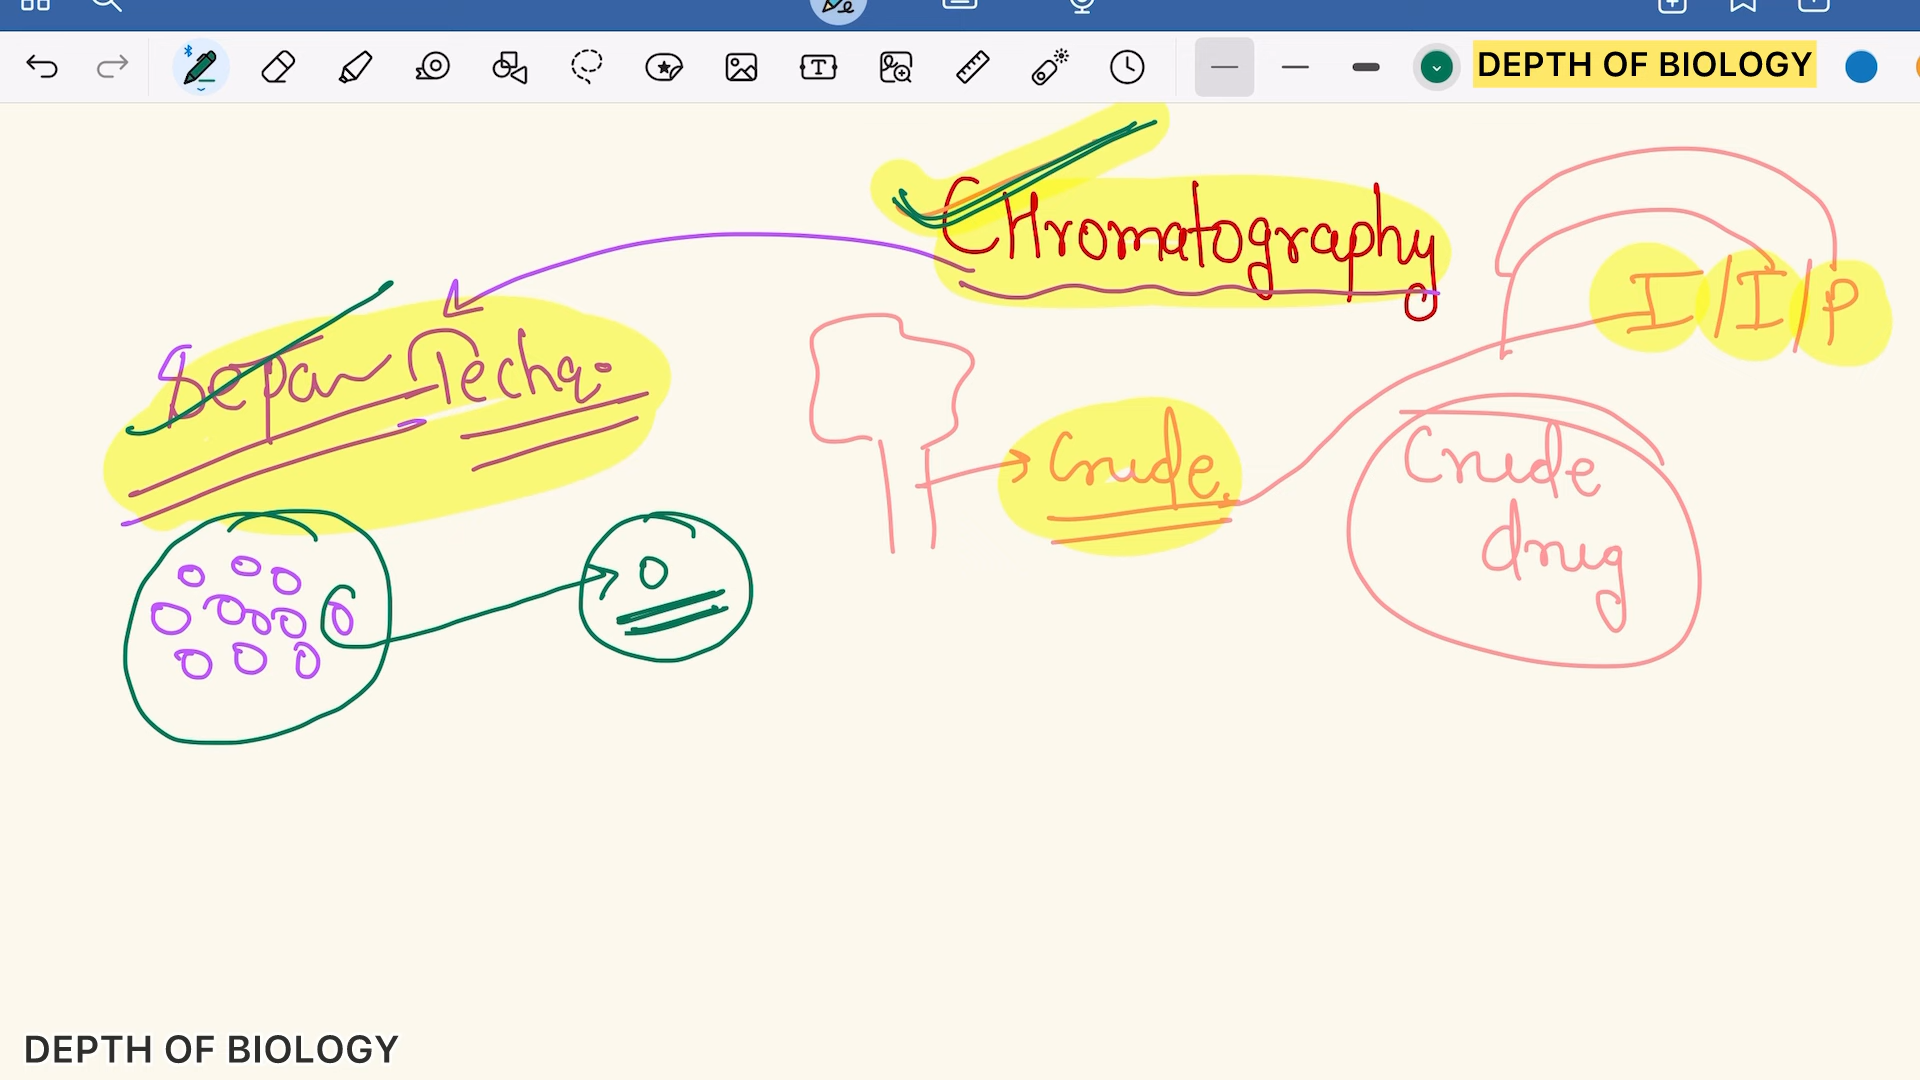 DEPTH OF BIOLOGY
CHromatography
I/I/P
Separ Techq.
Crude
Crude
drug
DEPTH OF BIOLOGY